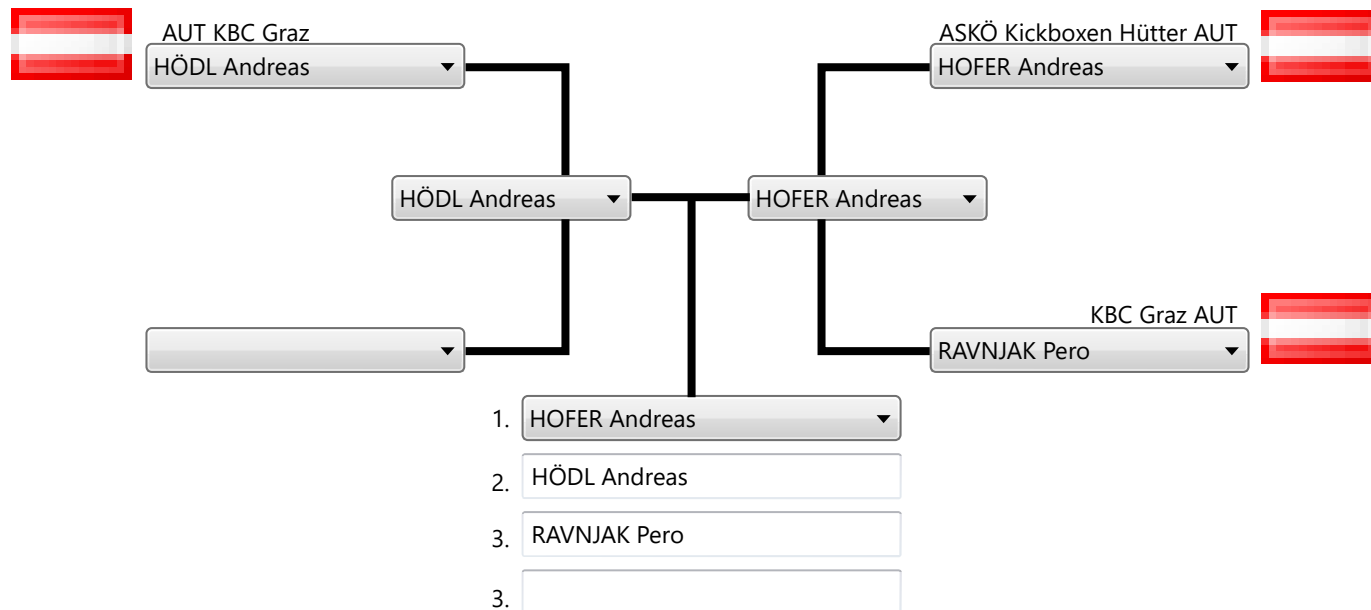 AUT KBC Graz
HÖDL Andreas
ASKÖ Kickboxen Hütter AUT
HOFER Andreas
HÖDL Andreas
HOFER Andreas
KBC Graz AUT
RAVNJAK Pero
1. HOFER Andreas
2. HÖDL Andreas
3. RAVNJAK Pero
3.